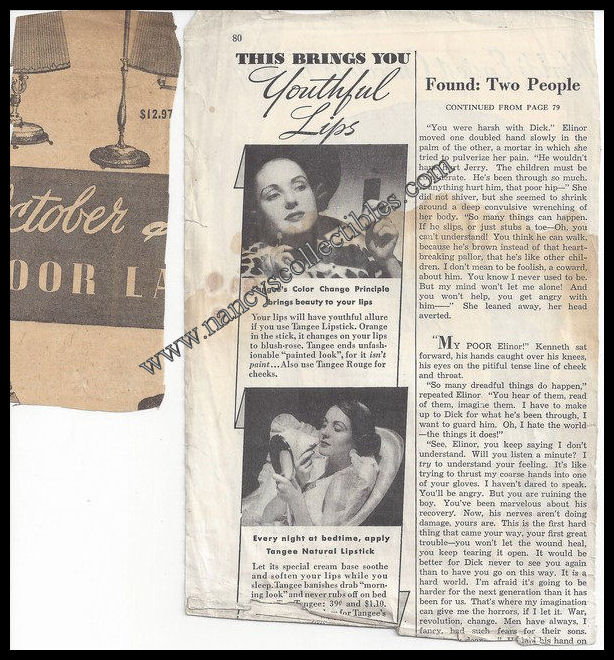 $12.97
ctober
DOOR LA
80
THIS BRINGS YOU
Youthful
Lips
Tangee's Color Change Principle
brings beauty to your lips
Your lips will have youthful allure
if you use Tangee Lipstick. Orange
in the stick, it changes on your lips
to blush-rose. Tangee ends unfash-
ionable "painted look", for it isn't
paint...Also use Tangee Rouge for
cheeks.
Every night at bedtime, apply
Tangee Natural Lipstick
Let its special cream base soothe
and soften your lips while you
sleep. Tangee banishes drab "morn-
ing look" and never rubs off on bed
Tangee: 39¢ and $1.10.
for Tangee's
Found: Two People
CONTINUED FROM PAGE 79
"You were harsh with Dick." Elinor
moved one doubled hand slowly in the
palm of the other, a mortar in which she
tried to pulverize her pain. "He wouldn't
hurt Jerry. The children must be
He's been through so much.
anything hurt him, that poor hip—" She
did not shiver, but she seemed to shrink
around a deep convulsive wrenching of
her body. "So many things can happen.
If he slips, or just stubs a toe—Oh, you
can't understand! You think he can walk,
because he's brown instead of that heart-
breaking pallor, that he's like other chil-
dren. I don't mean to be foolish, a coward,
about him. You know I never used to be.
But my mind won't let me alone! And
you won't help, you get angry with
him——" She leaned away, her head
averted.
"MY POOR Elinor!" Kenneth sat
forward, his hands caught over his knees,
his eyes on the pitiful tense line of cheek
and throat.
"So many dreadful things do happen,"
repeated Elinor. "You hear of them, read
of them, imagine them. I have to make
up to Dick for what he's been through, I
want to guard him. Oh, I hate the world
—the things it does!"
"See, Elinor, you keep saying I don't
understand. Will you listen a minute? I
try to understand your feeling. It's like
trying to thrust my coarse hands into one
of your gloves. I haven't dared to speak.
You'll be angry. But you are ruining the
boy. You've been marvelous about his
recovery. Now, his nerves aren't doing
damage, yours are. This is the first hard
thing that came your way, your first great
trouble—you won't let the wound heal,
you keep tearing it open. It would be
better for Dick never to see you again
than to have you go on this way. It is a
hard world. I'm afraid it's going to be
harder for the next generation than it has
been for us. That's where my imagination
can give me the horrors, if I let it. War,
revolution, change. Men have always, I
fancy, had such fears for their sons.
his hand on
www.nancyscollectibles.com